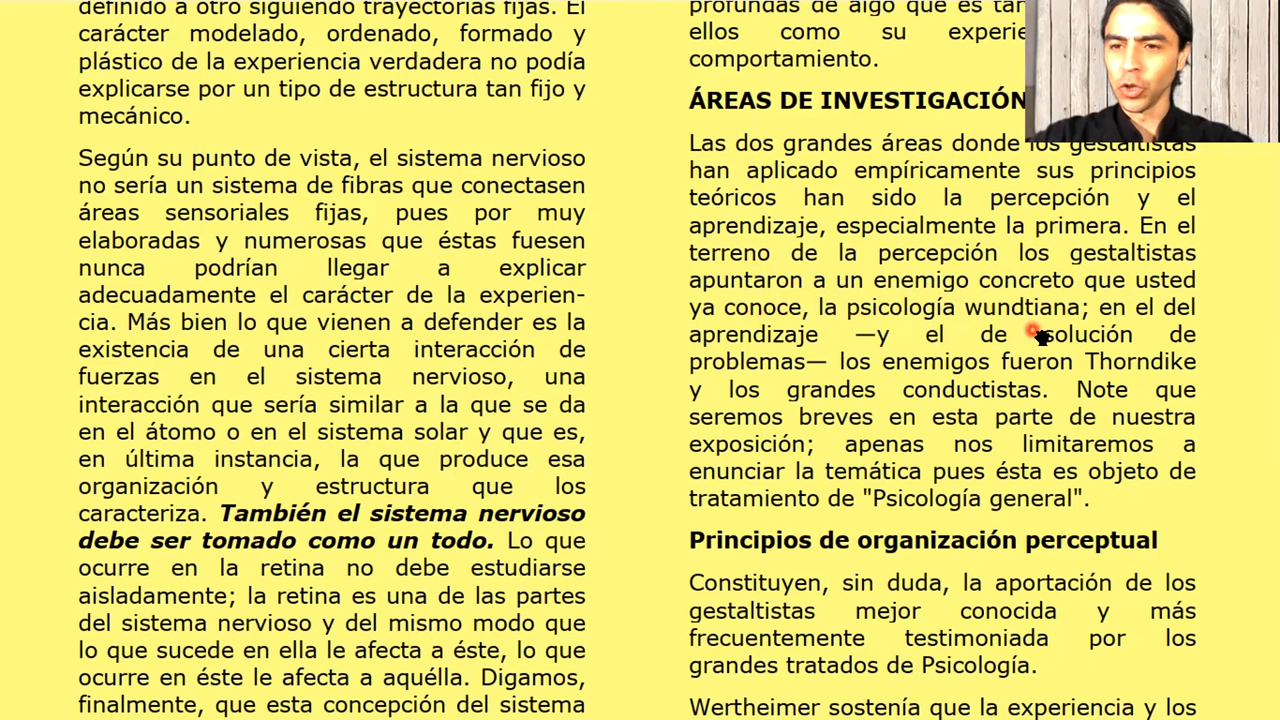 definido a otro siguiendo trayectorias fijas. El
carácter modelado, ordenado, formado y
plástico de la experiencia verdadera no podía
explicarse por un tipo de estructura tan fijo y
mecánico.
Según su punto de vista, el sistema nervioso
no sería un sistema de fibras que conectasen
áreas sensoriales fijas, pues por muy
elaboradas y numerosas que éstas fuesen
nunca podrían llegar a explicar
adecuadamente el carácter de la experien-
cia. Más bien lo que vienen a defender es la
existencia de una cierta interacción de
fuerzas en el sistema nervioso, una
interacción que sería similar a la que se da
en el átomo o en el sistema solar y que es,
en última instancia, la que produce esa
organización y estructura que los
caracteriza. También el sistema nervioso
debe ser tomado como un todo. Lo que
ocurre en la retina no debe estudiarse
aisladamente; la retina es una de las partes
del sistema nervioso y del mismo modo que
lo que sucede en ella le afecta a éste, lo que
ocurre en éste le afecta a aquélla. Digamos,
finalmente, que esta concepción del sistema
profundas de algo que es
ellos como su
comportamiento.
ÁREAS DE INVESTIGACIÓN
Las dos grandes áreas donde los gestaltistas
han aplicado empíricamente sus principios
teóricos han sido la percepción y el
aprendizaje, especialmente la primera. En el
terreno de la percepción los gestaltistas
apuntaron a un enemigo concreto que usted
ya conoce, la psicología wundtiana; en el del
aprendizaje —y el de solución de
problemas— los enemigos fueron Thorndike
y los grandes conductistas. Note que
seremos breves en esta parte de nuestra
exposición; apenas nos limitaremos a
enunciar la temática pues ésta es objeto de
tratamiento de "Psicología general".
Principios de organización perceptual
Constituyen, sin duda, la aportación de los
gestaltistas mejor conocida y más
frecuentemente testimoniada por los
grandes tratados de Psicología.
Wertheimer sostenía que la experiencia y los